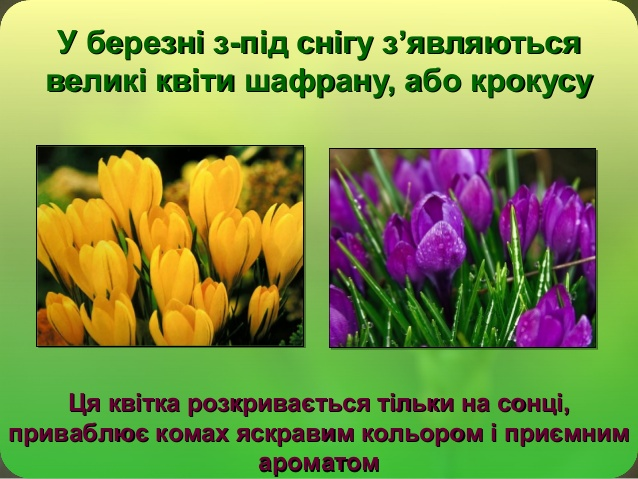 У березні з-під снігу з’являються
великі квіти шафрану, або крокусу
Ця квітка розкривається тільки на сонці,
приваблює комах яскравим кольором і приємним
ароматом